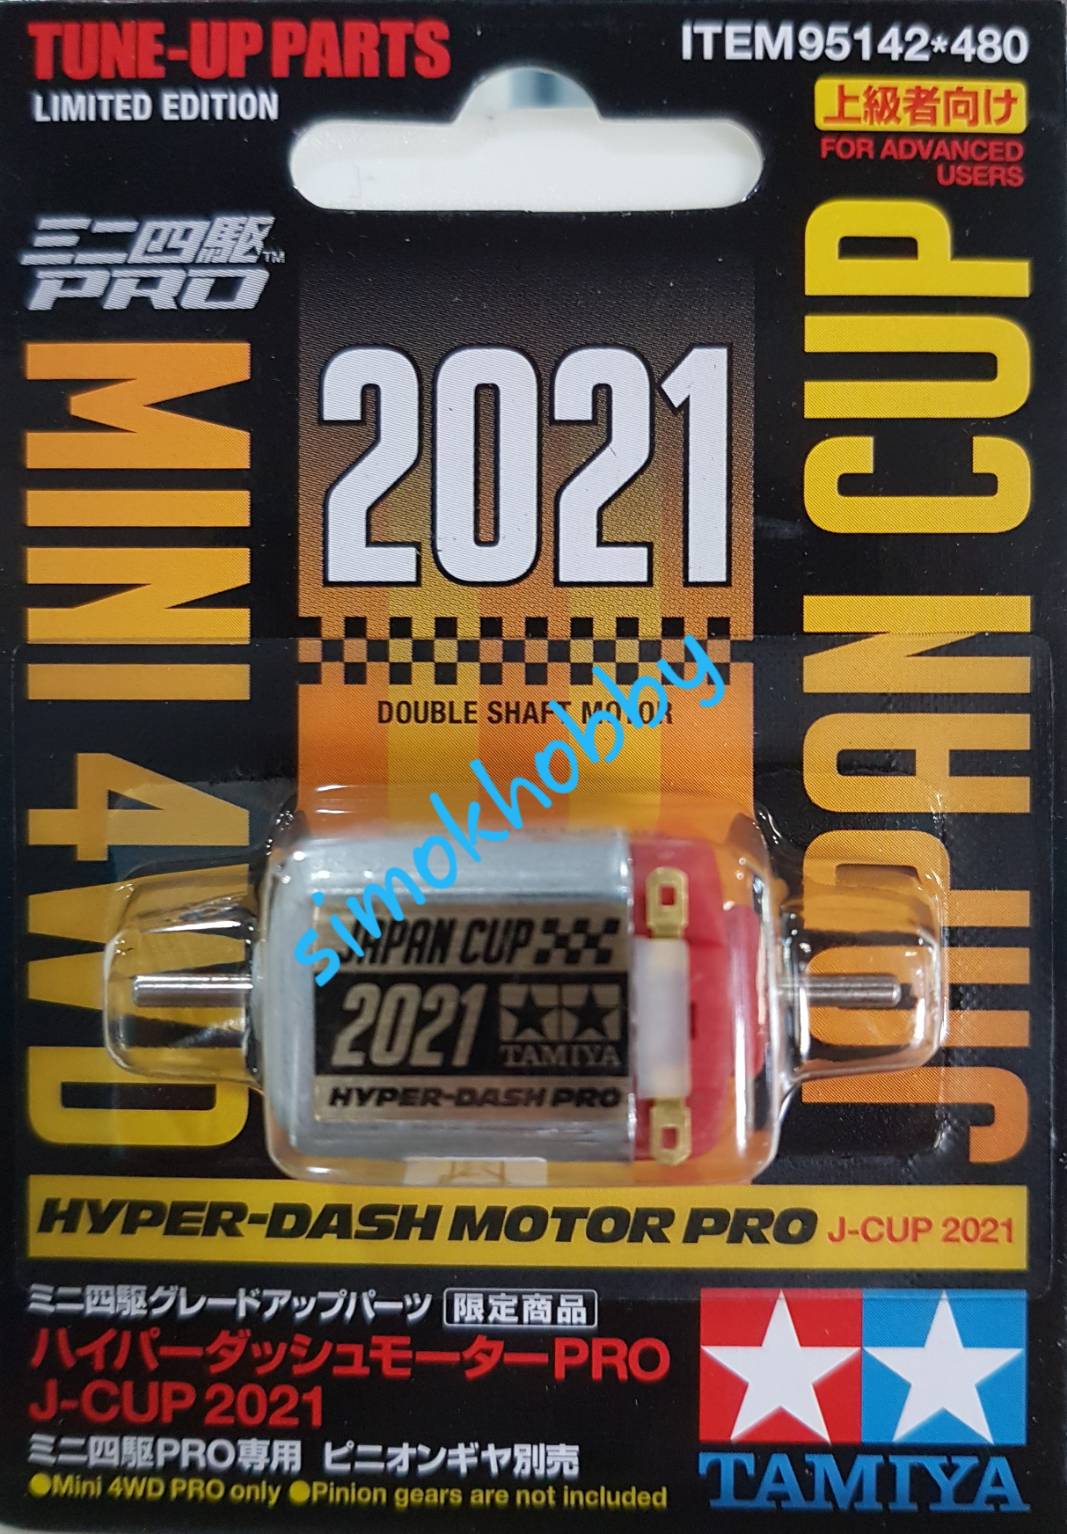 TUNE-UP PARTS
LIMITED EDITION
ITEM95142*480
上級者向け
FOR ADVANCED
USERS
ミニ四駆™
PRO
MINI 4WD
2021
JAPAN CUP
DOUBLE SHAFT MOTOR
simokhobby
JAPAN CUP
2021
TAMIYA
HYPER-DASH PRO
HYPER-DASH MOTOR PRO J-CUP 2021
ミニ四駆グレードアップパーツ 限定商品
ハイパーダッシュモーターPRO
J-CUP 2021
ミニ四駆PRO専用 ピニオンギヤ別売
●Mini 4WD PRO only ●Pinion gears are not included
TAMIYA